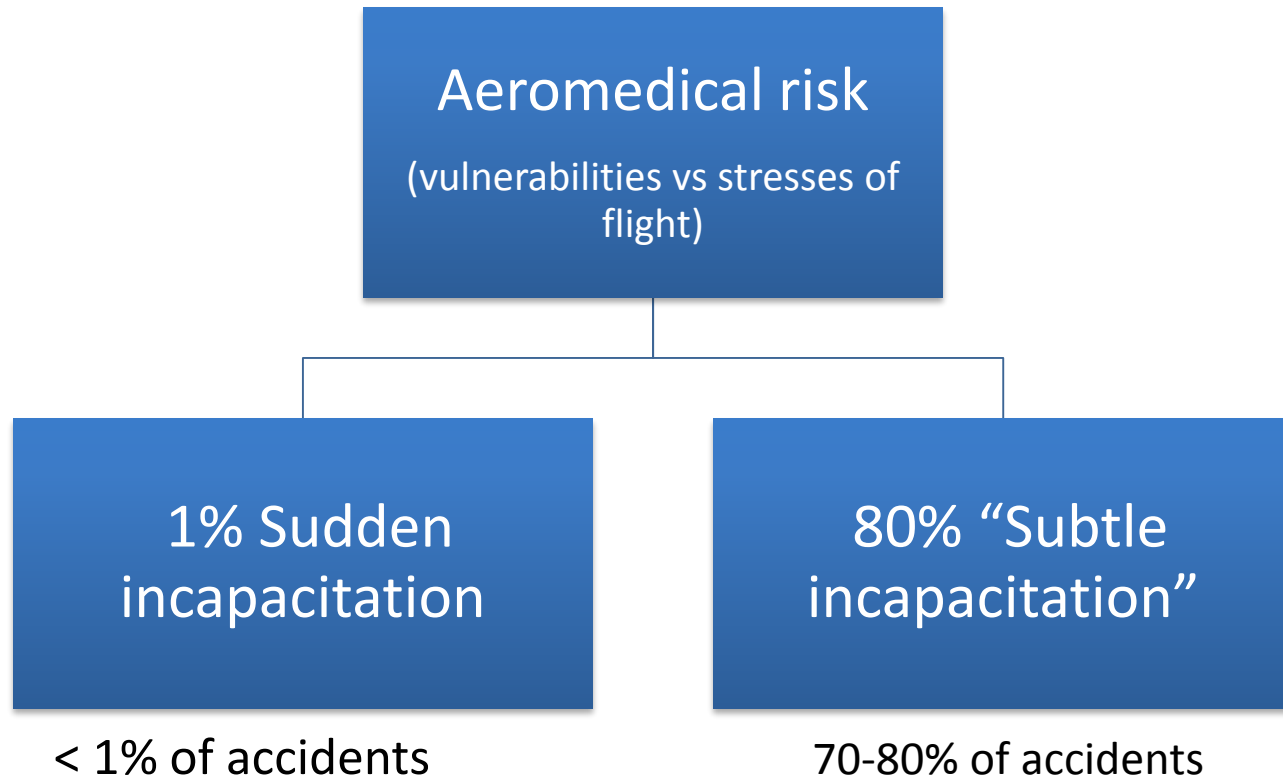 Aeromedical risk
(vulnerabilities vs stresses of
flight)
1% Sudden
incapacitation
80% “Subtle
incapacitation”
< 1% of accidents
70-80% of accidents